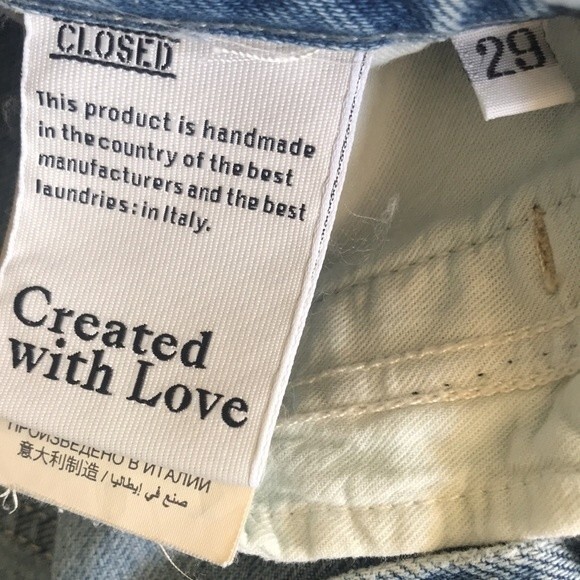 CLOSED
29
This product is handmade
in the country of the best
manufacturers and the best
laundries: in Italy.
Created
with Love
ПРОИЗВЕДЕНО В ИТАЛИИ
意大利制造 / صنع في إيطاليا